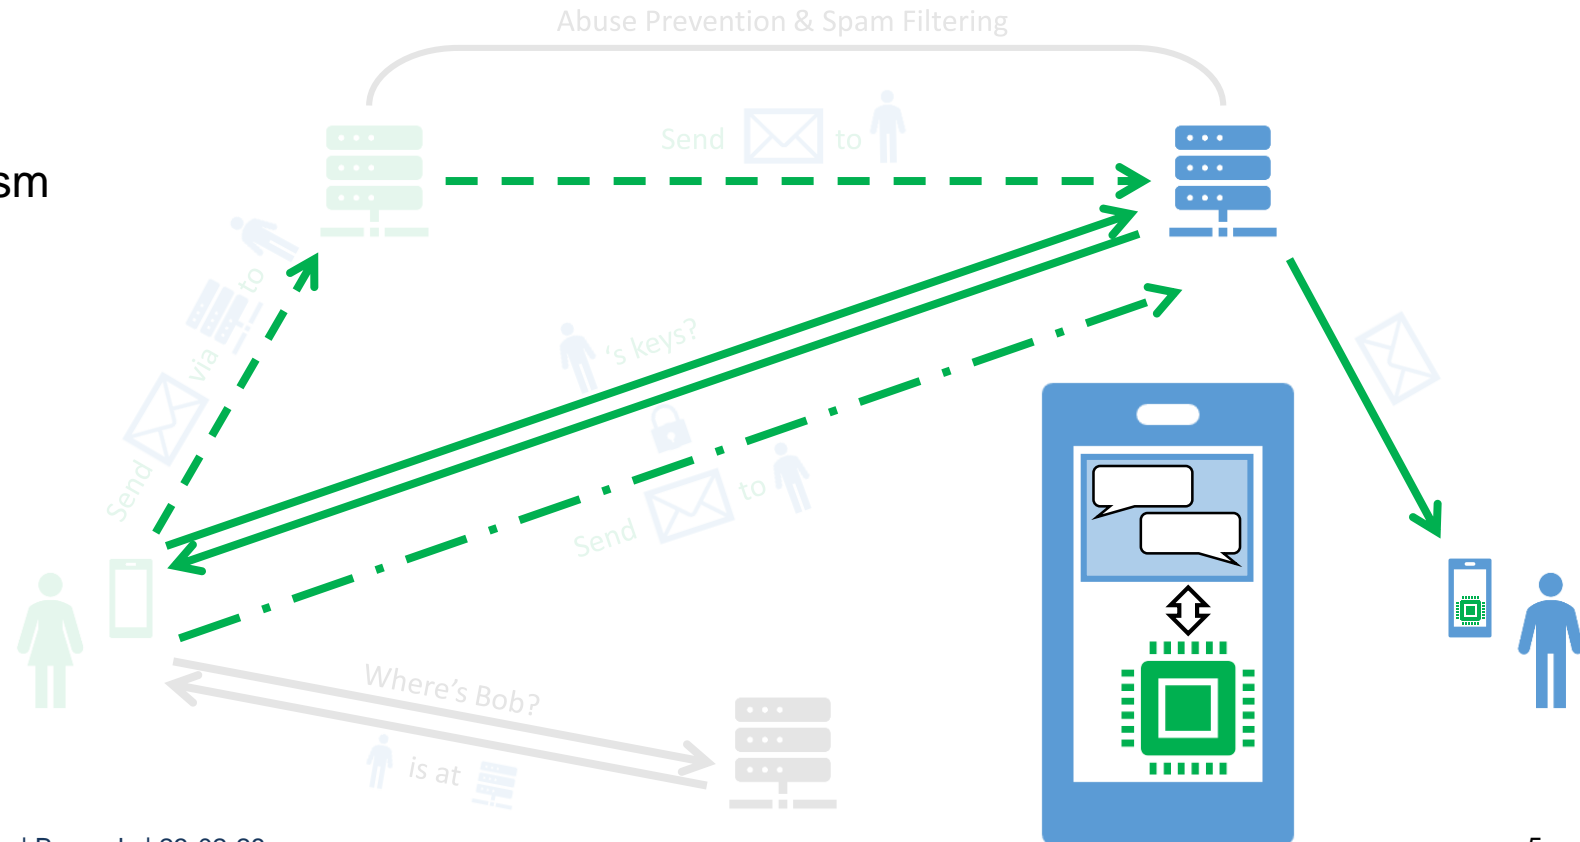 Abuse Prevention & Spam Filtering
Send to
sm
to
via
Send
's keys?
Send to
Where's Bob?
is at